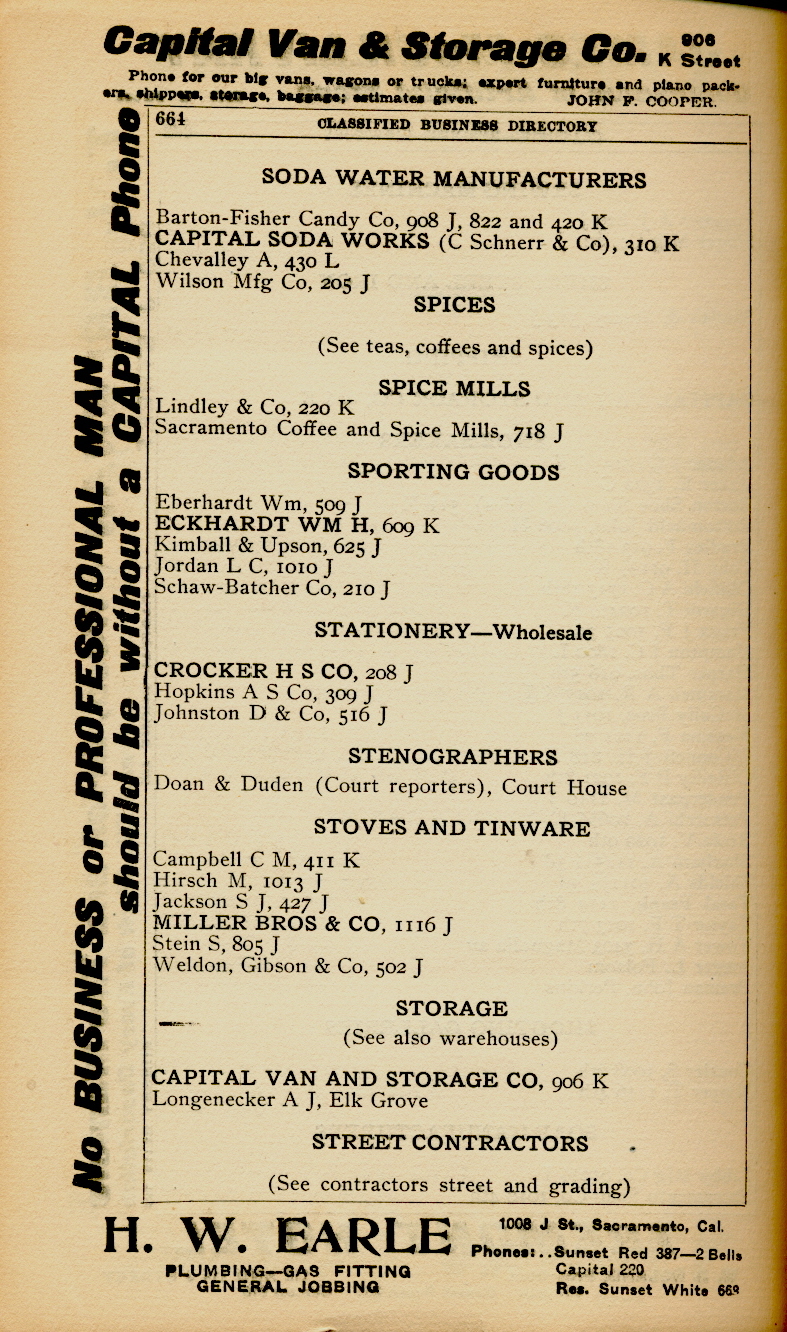 Capital Van & Storage Co. 906 K Street
Phone for our big vans, wagons or trucks; expert furniture and piano pack-
ers, shippers, storage, baggage; estimates given. JOHN F. COOPER.
No BUSINESS or PROFESSIONAL MAN
should be without a CAPITAL Phone
664 CLASSIFIED BUSINESS DIRECTORY
SODA WATER MANUFACTURERS
Barton-Fisher Candy Co, 908 J, 822 and 420 K
CAPITAL SODA WORKS (C Schnerr & Co), 310 K
Chevalley A, 430 L
Wilson Mfg Co, 205 J
SPICES
(See teas, coffees and spices)
SPICE MILLS
Lindley & Co, 220 K
Sacramento Coffee and Spice Mills, 718 J
SPORTING GOODS
Eberhardt Wm, 509 J
ECKHARDT WM H, 609 K
Kimball & Upson, 625 J
Jordan L C, 1010 J
Schaw-Batcher Co, 210 J
STATIONERY—Wholesale
CROCKER H S CO, 208 J
Hopkins A S Co, 309 J
Johnston D & Co, 516 J
STENOGRAPHERS
Doan & Duden (Court reporters), Court House
STOVES AND TINWARE
Campbell C M, 411 K
Hirsch M, 1013 J
Jackson S J, 427 J
MILLER BROS & CO, 1116 J
Stein S, 805 J
Weldon, Gibson & Co, 502 J
STORAGE
(See also warehouses)
CAPITAL VAN AND STORAGE CO, 906 K
Longenecker A J, Elk Grove
STREET CONTRACTORS
(See contractors street and grading)
H. W. EARLE
PLUMBING—GAS FITTING
GENERAL JOBBING
1008 J St., Sacramento, Cal.
Phones:..Sunset Red 387—2 Bells
Capital 220
Res. Sunset White 669